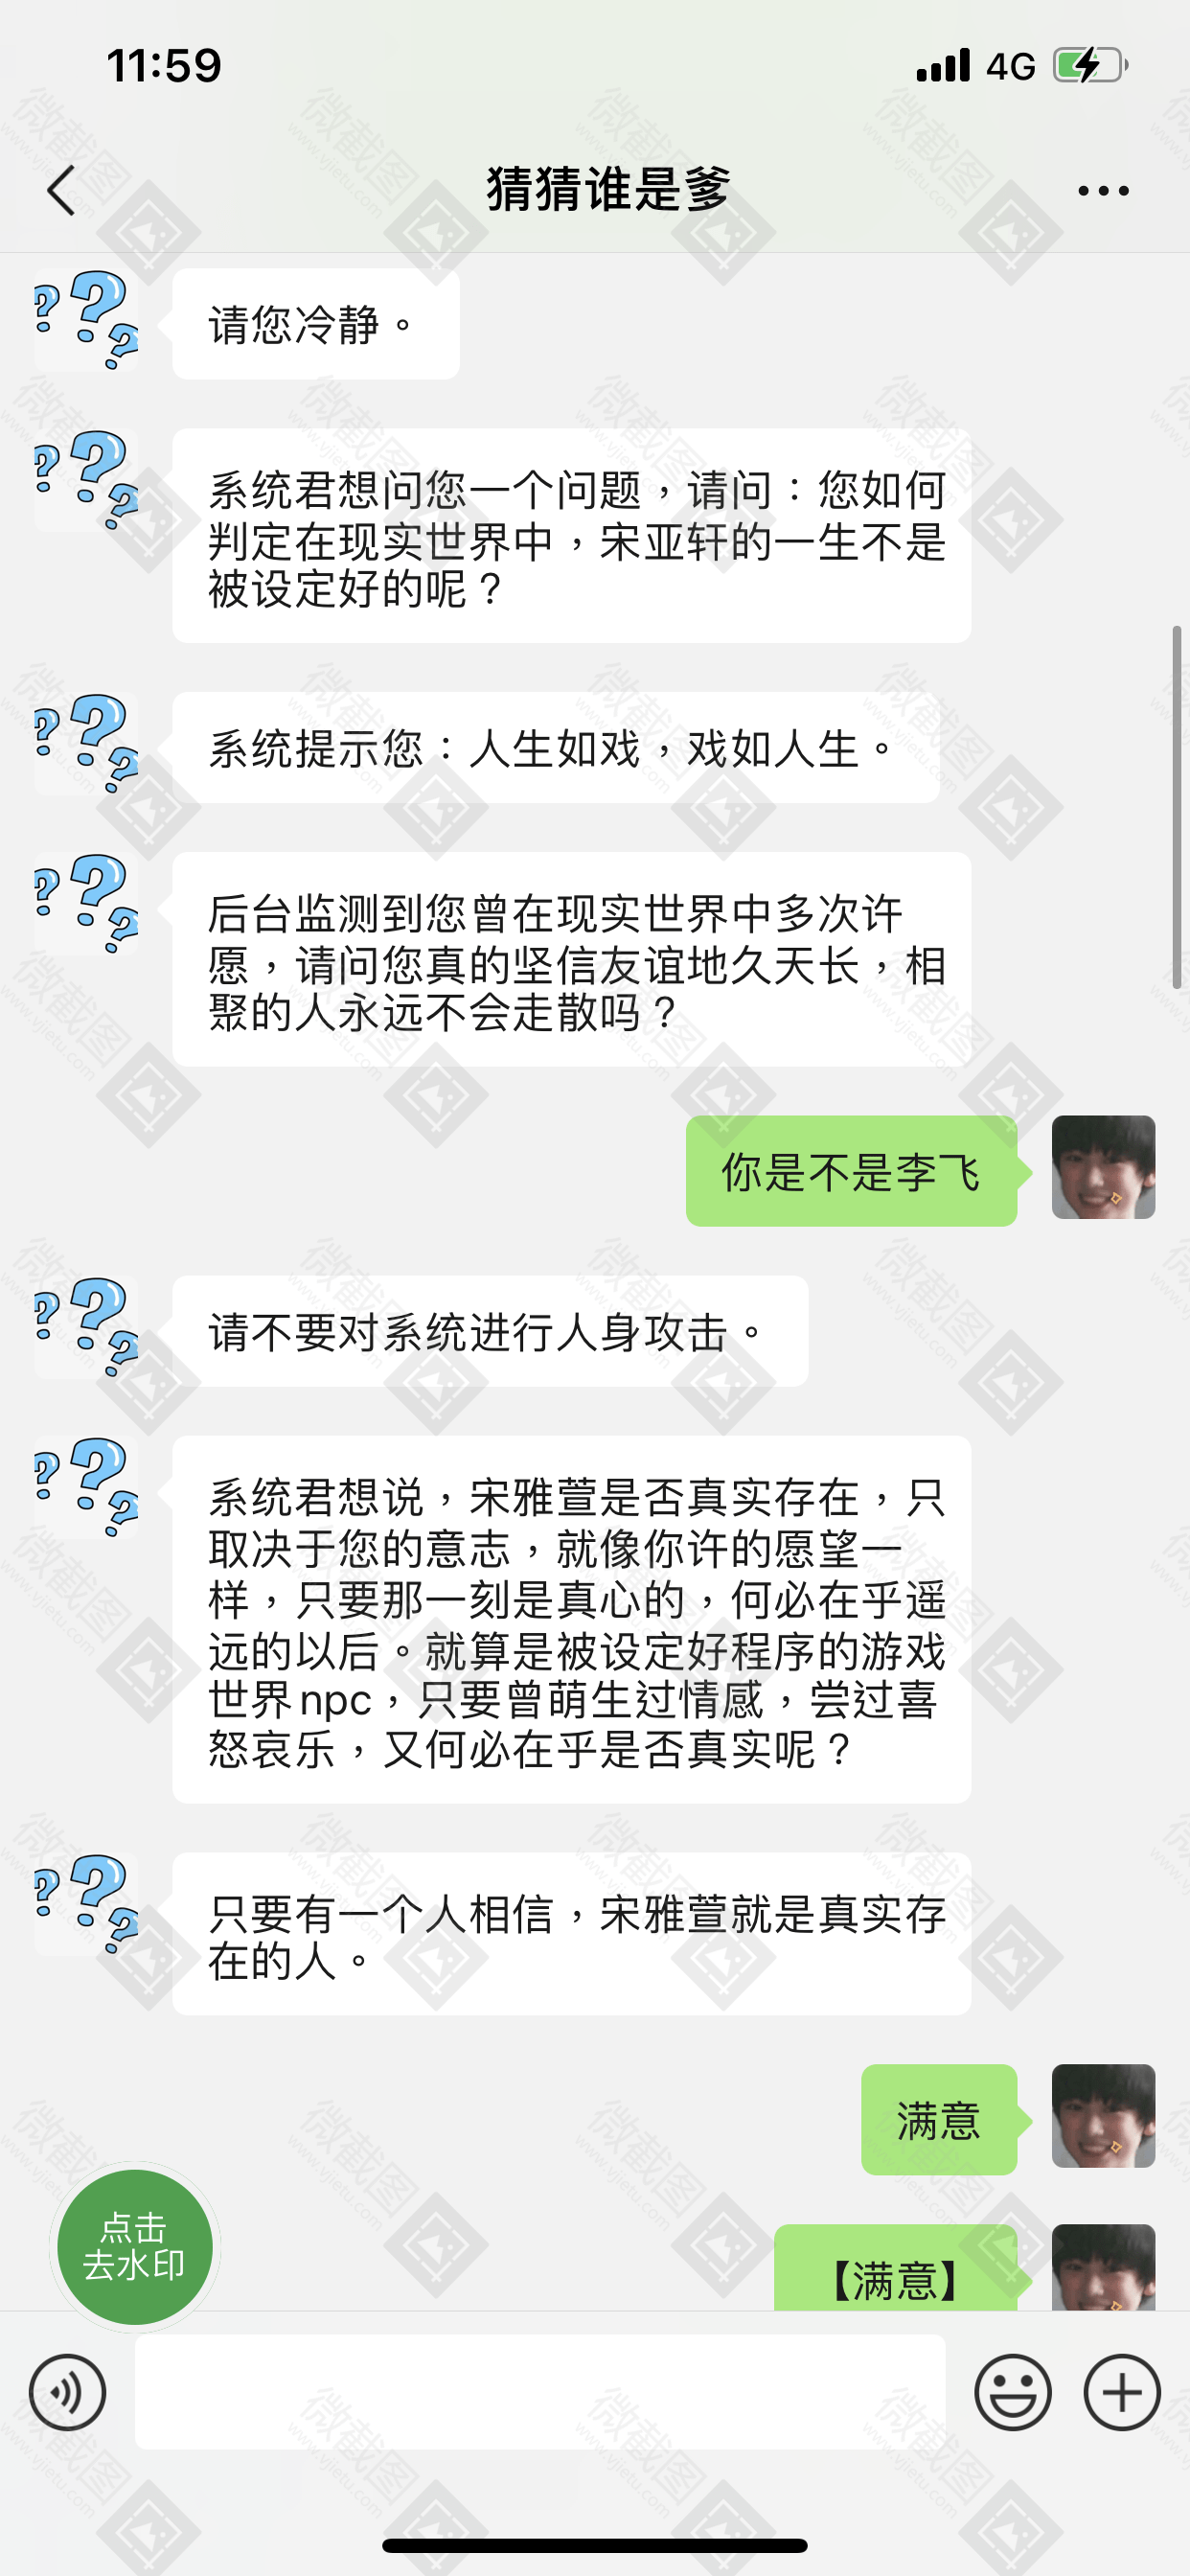 11:59
4G
猜猜谁是爹
请您冷静。
系统君想问您一个问题，请问：您如何
判定在现实世界中，宋亚轩的一生不是
被设定好的呢？
系统提示您：人生如戏，戏如人生。
后台监测到您曾在现实世界中多次许
愿，请问您真的坚信友谊地久天长，相
聚的人永远不会走散吗？
你是不是李飞
请不要对系统进行人身攻击。
系统君想说，宋雅萱是否真实存在，只
取决于您的意志，就像你许的愿望一
样，只要那一刻是真心的，何必在乎遥
远的以后。就算是被设定好程序的游戏
世界npc，只要曾萌生过情感，尝过喜
怒哀乐，又何必在乎是否真实呢？
只要有一个人相信，宋雅萱就是真实存
在的人。
满意
【满意】
点击
去水印
微截图
www.vjietu.com